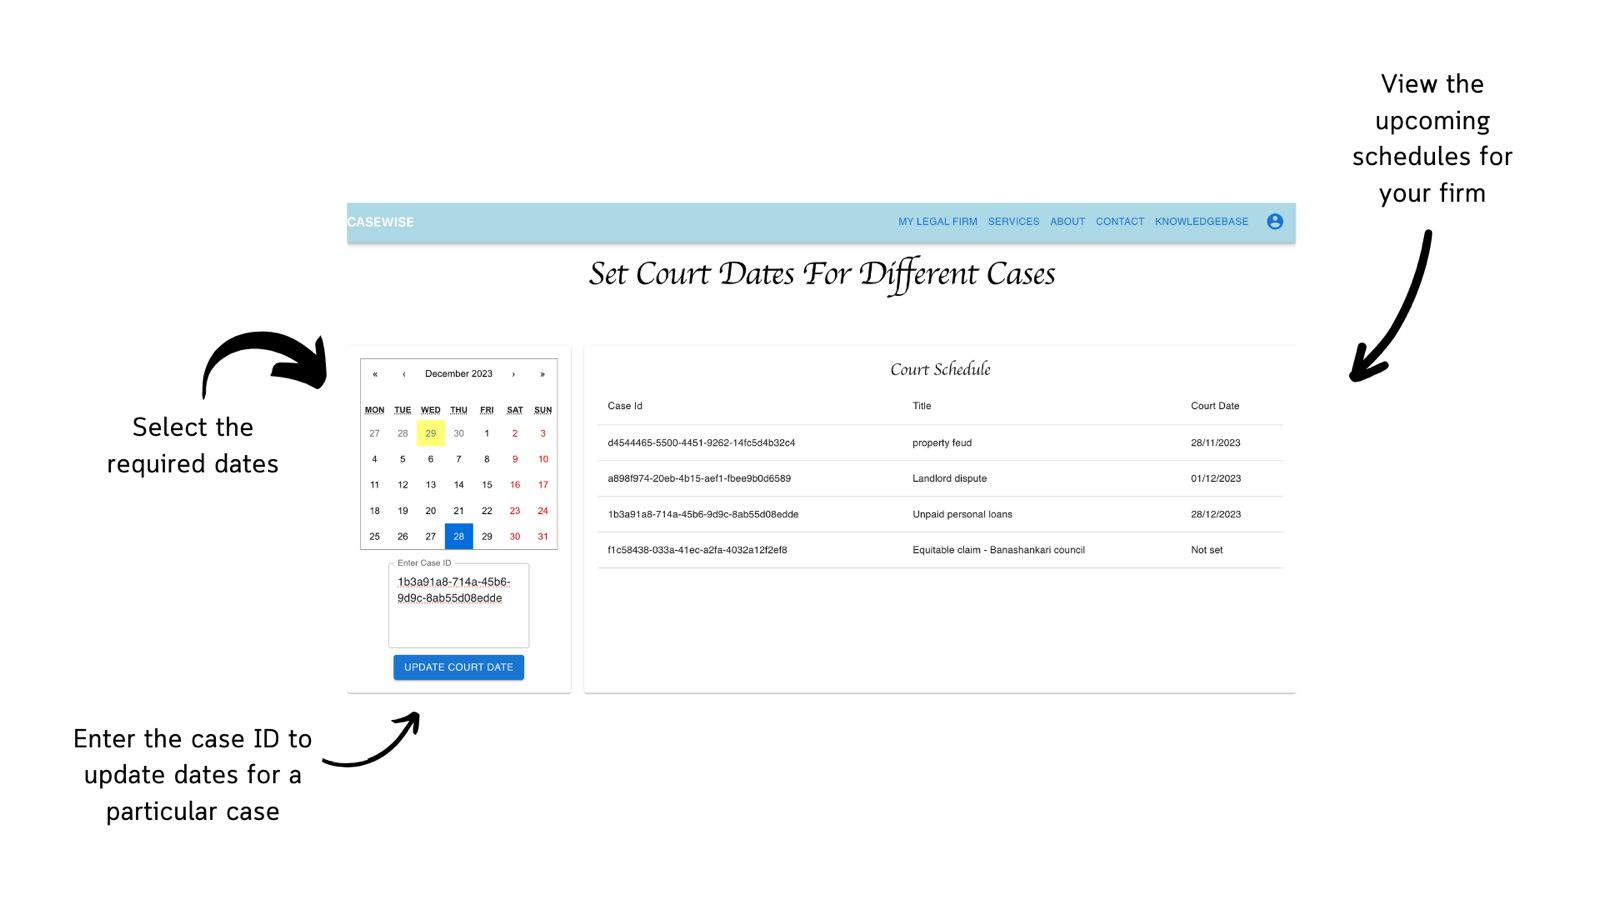 View the
upcoming
schedules for
your firm
CASEWISE MY LEGAL FIRM SERVICES ABOUT CONTACT KNOWLEDGEBASE
Set Court Dates For Different Cases
Select the
required dates
« ‹ December 2023 › »
MON TUE WED THU FRI SAT SUN
27 28 29 30 1 2 3
4 5 6 7 8 9 10
11 12 13 14 15 16 17
18 19 20 21 22 23 24
25 26 27 28 29 30 31
Enter Case ID
1b3a91a8-714a-45b6-
9d9c-8ab55d08edde
UPDATE COURT DATE
Court Schedule
Case Id Title Court Date
d4544465-5500-4451-9262-14fc5d4b32c4 property feud 28/11/2023
a898f974-20eb-4b15-aef1-fbee9b0d6589 Landlord dispute 01/12/2023
1b3a91a8-714a-45b6-9d9c-8ab55d08edde Unpaid personal loans 28/12/2023
f1c58438-033a-41ec-a2fa-4032a12f2ef8 Equitable claim - Banashankari council Not set
Enter the case ID to
update dates for a
particular case